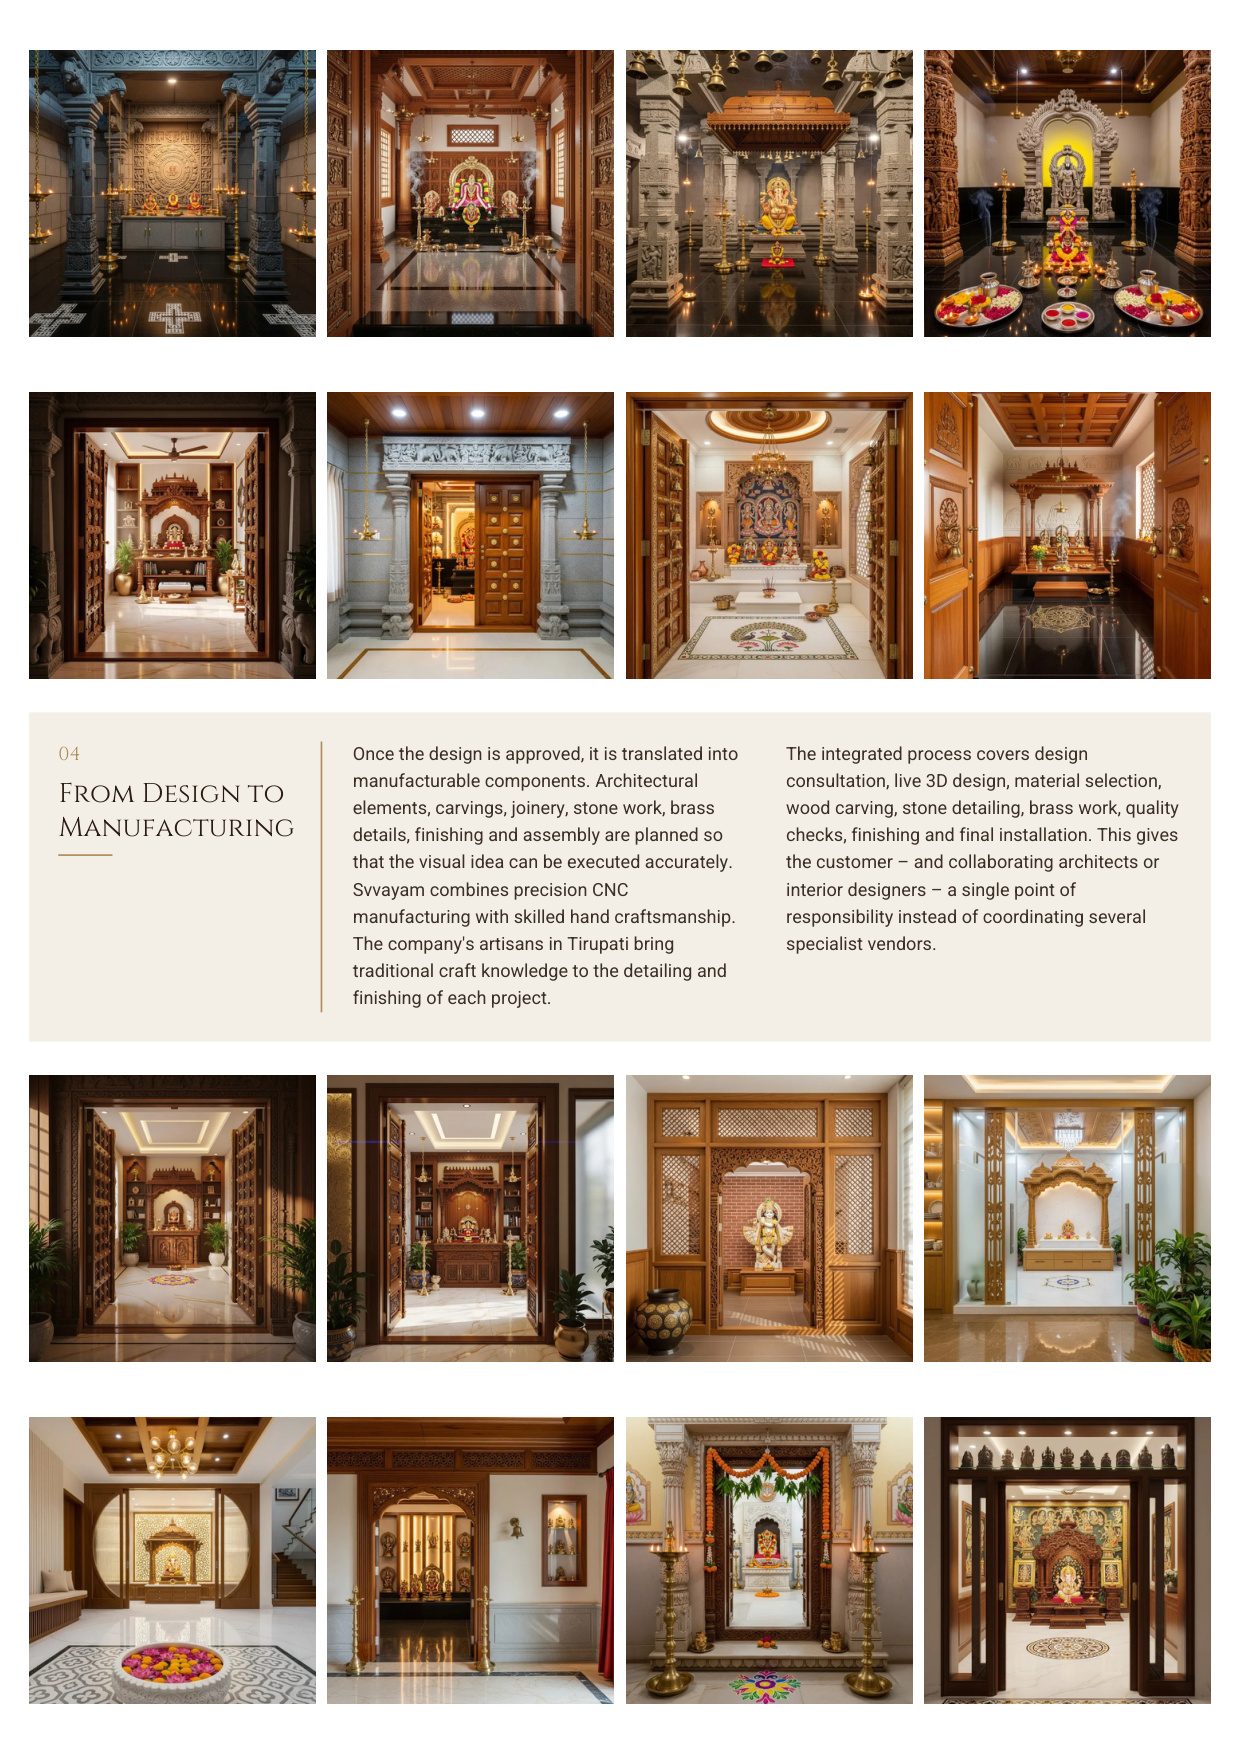 04
From Design to
Manufacturing
Once the design is approved, it is translated into
manufacturable components. Architectural
elements, carvings, joinery, stone work, brass
details, finishing and assembly are planned so
that the visual idea can be executed accurately.
Svvayam combines precision CNC
manufacturing with skilled hand craftsmanship.
The company's artisans in Tirupati bring
traditional craft knowledge to the detailing and
finishing of each project.
The integrated process covers design
consultation, live 3D design, material selection,
wood carving, stone detailing, brass work, quality
checks, finishing and final installation. This gives
the customer – and collaborating architects or
interior designers – a single point of
responsibility instead of coordinating several
specialist vendors.